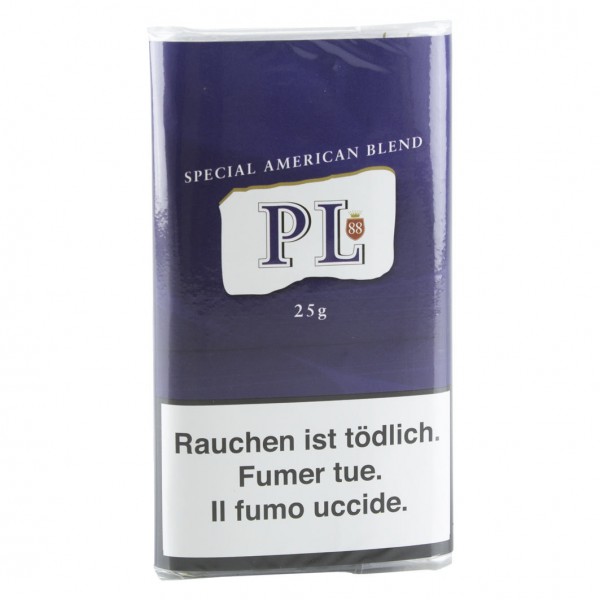 SPECIAL AMERICAN BLEND
PL 88
25g
Rauchen ist tödlich.
Fumer tue.
Il fumo uccide.